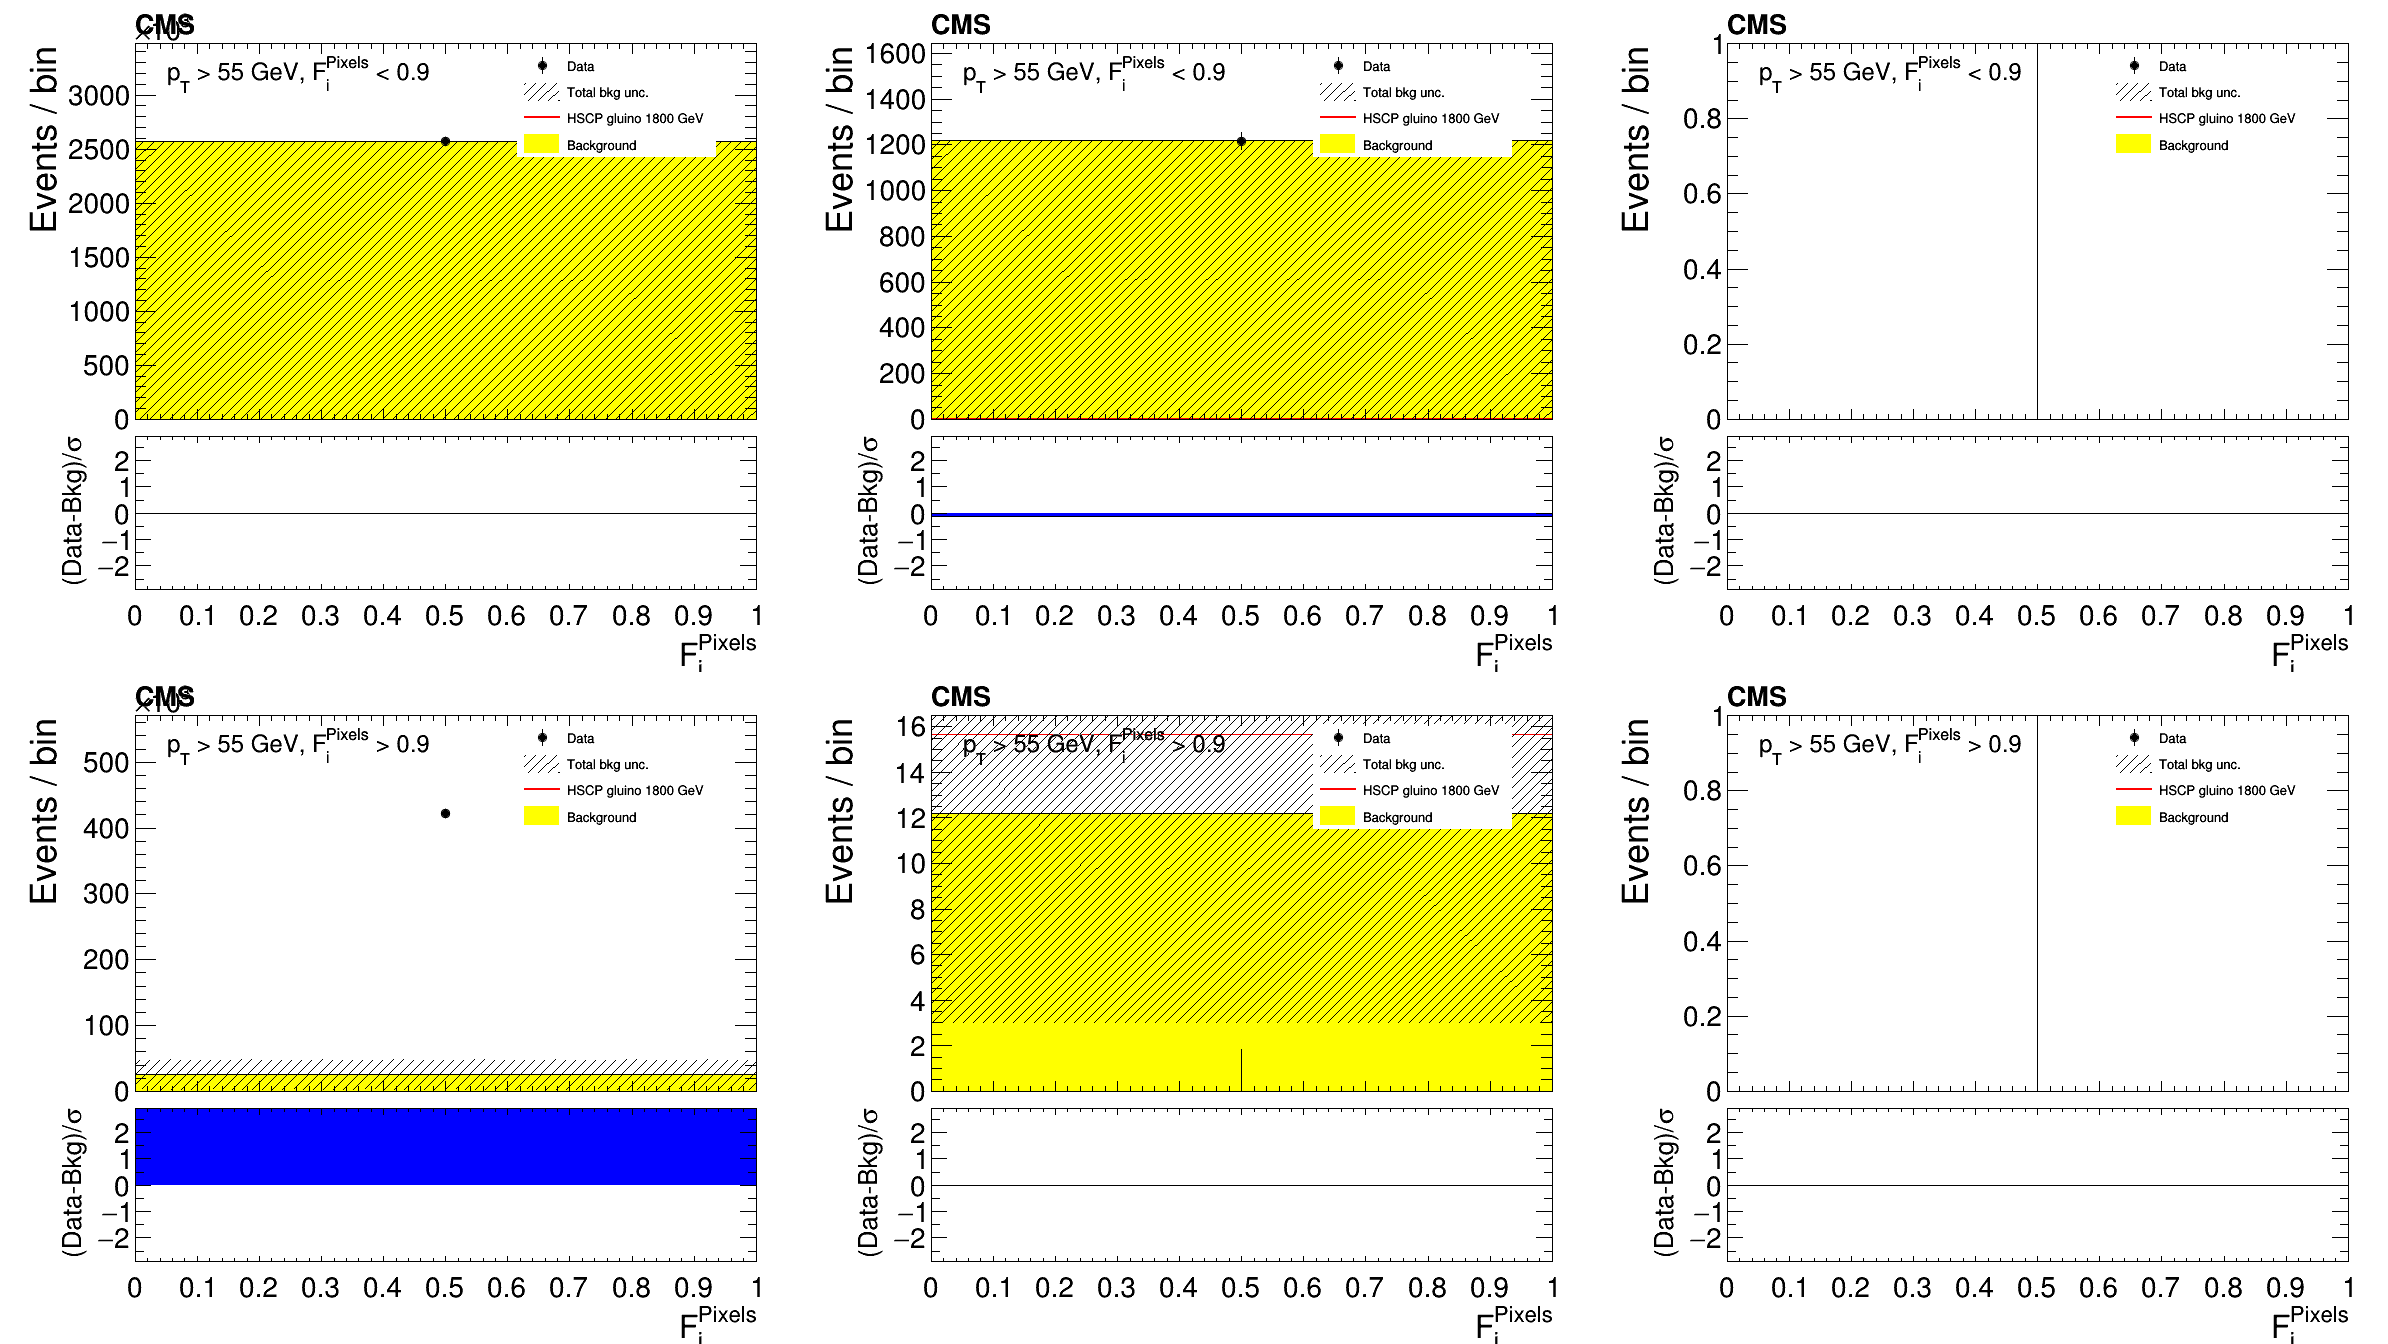 CMS
Events / bin
p_T > 55 GeV, F_i^Pixels < 0.9
Data
Total bkg unc.
HSCP gluino 1800 GeV
Background
3000
2500
2000
1500
1000
500
0
(Data-Bkg)/σ
2
1
0
−1
−2
0 0.1 0.2 0.3 0.4 0.5 0.6 0.7 0.8 0.9 1
F_i^Pixels
CMS
Events / bin
p_T > 55 GeV, F_i^Pixels < 0.9
Data
Total bkg unc.
HSCP gluino 1800 GeV
Background
1600
1400
1200
1000
800
600
400
200
0
(Data-Bkg)/σ
2
1
0
−1
−2
0 0.1 0.2 0.3 0.4 0.5 0.6 0.7 0.8 0.9 1
F_i^Pixels
CMS
Events / bin
p_T > 55 GeV, F_i^Pixels < 0.9
Data
Total bkg unc.
HSCP gluino 1800 GeV
Background
1
0.8
0.6
0.4
0.2
0
(Data-Bkg)/σ
2
1
0
−1
−2
0 0.1 0.2 0.3 0.4 0.5 0.6 0.7 0.8 0.9 1
F_i^Pixels
CMS
Events / bin
p_T > 55 GeV, F_i^Pixels > 0.9
Data
Total bkg unc.
HSCP gluino 1800 GeV
Background
500
400
300
200
100
0
(Data-Bkg)/σ
2
1
0
−1
−2
0 0.1 0.2 0.3 0.4 0.5 0.6 0.7 0.8 0.9 1
F_i^Pixels
CMS
Events / bin
p_T > 55 GeV, F_i^Pixels > 0.9
Data
Total bkg unc.
HSCP gluino 1800 GeV
Background
16
14
12
10
8
6
4
2
0
(Data-Bkg)/σ
2
1
0
−1
−2
0 0.1 0.2 0.3 0.4 0.5 0.6 0.7 0.8 0.9 1
F_i^Pixels
CMS
Events / bin
p_T > 55 GeV, F_i^Pixels > 0.9
Data
Total bkg unc.
HSCP gluino 1800 GeV
Background
1
0.8
0.6
0.4
0.2
0
(Data-Bkg)/σ
2
1
0
−1
−2
0 0.1 0.2 0.3 0.4 0.5 0.6 0.7 0.8 0.9 1
F_i^Pixels